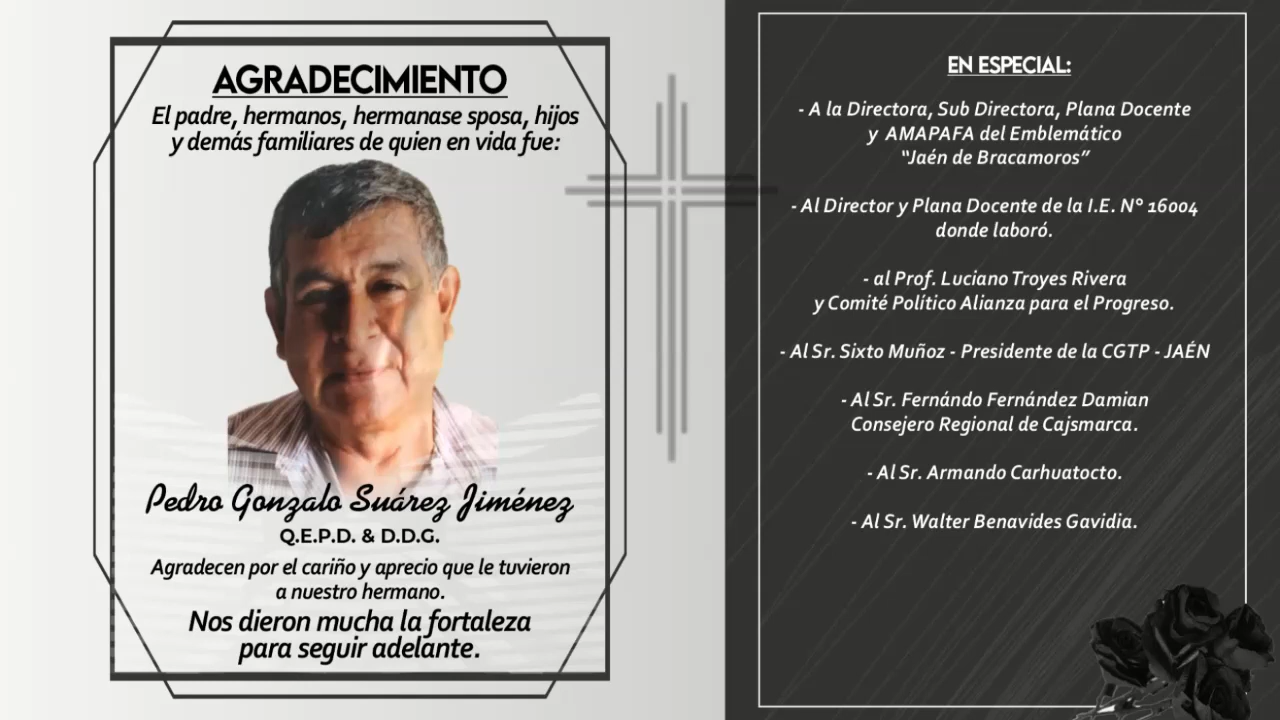 AGRADECIMIENTO
El padre, hermanos, hermanase sposa, hijos
y demás familiares de quien en vida fue:
Pedro Gonzalo Suárez Jiménez
Q.E.P.D. & D.D.G.
Agradecen por el cariño y aprecio que le tuvieron
a nuestro hermano.
Nos dieron mucha la fortaleza
para seguir adelante.
EN ESPECIAL:
- A la Directora, Sub Directora, Plana Docente
y AMAPAFA del Emblemático
“Jaén de Bracamoros”
- Al Director y Plana Docente de la I.E. N° 16004
donde laboró.
- al Prof. Luciano Troyes Rivera
y Comité Político Alianza para el Progreso.
- Al Sr. Sixto Muñoz - Presidente de la CGTP - JAÉN
- Al Sr. Fernándo Fernández Damian
Consejero Regional de Cajsmarca.
- Al Sr. Armando Carhuatocto.
- Al Sr. Walter Benavides Gavidia.